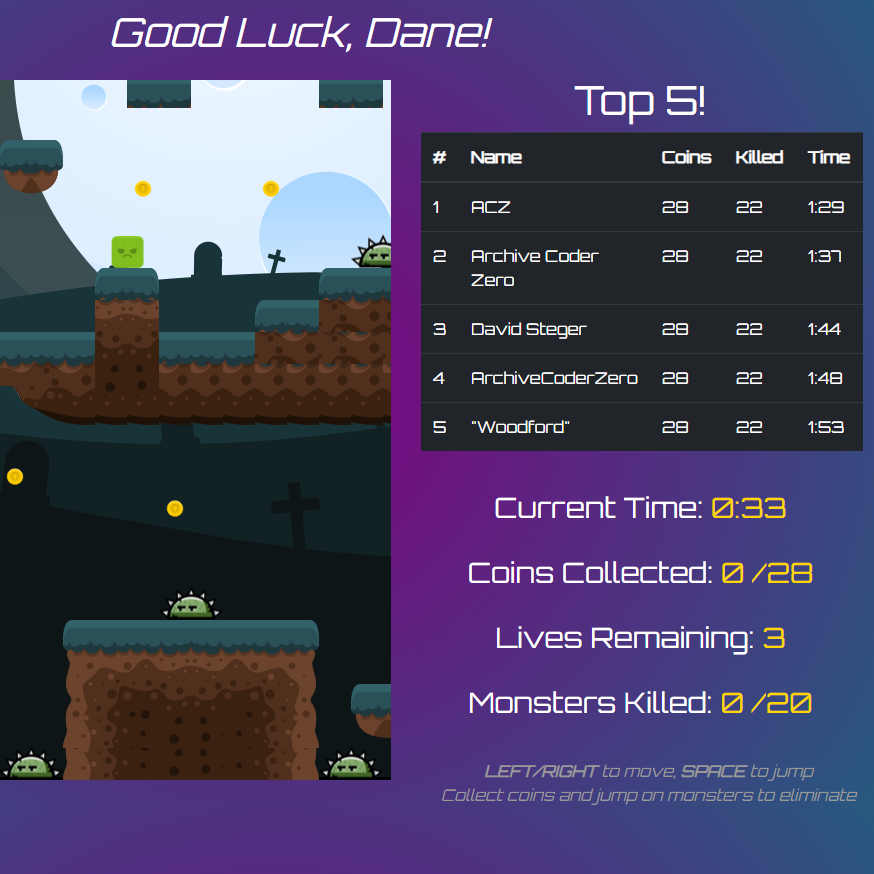 Good Luck, Dane!
Top 5!
# Name Coins Killed Time
1 ACZ 28 22 1:29
2 Archive Coder 28 22 1:37
Zero
3 David Steger 28 22 1:44
4 ArchiveCoderZero 28 22 1:48
5 "Woodford" 28 22 1:53
Current Time: 0:33
Coins Collected: 0 /28
Lives Remaining: 3
Monsters Killed: 0 /20
LEFT/RIGHT to move, SPACE to jump
Collect coins and jump on monsters to eliminate